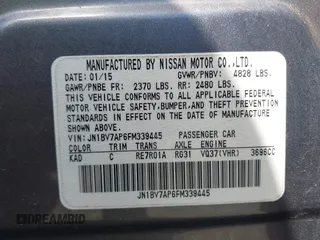 MANUFACTURED BY NISSAN MOTOR CO., LTD.
DATE: 01/15 GVWR/PNBV: 4828 LBS.
GAWR/PNBE FR: 2370 LBS. RR: 2480 LBS.
THIS VEHICLE CONFORMS TO ALL APPLICABLE FEDERAL
MOTOR VEHICLE SAFETY, BUMPER, AND THEFT PREVENTION
STANDARDS IN EFFECT ON THE DATE OF MANUFACTURE
SHOWN ABOVE.
JN1BV7AP6FM339445 PASSENGER CAR
COLOR TRIM TRANS AXLE ENGINE
KAD C RE7R01A RG31 VQ37(VHR) 3696CC
JN1BV7AP6FM339445
DREAMBID